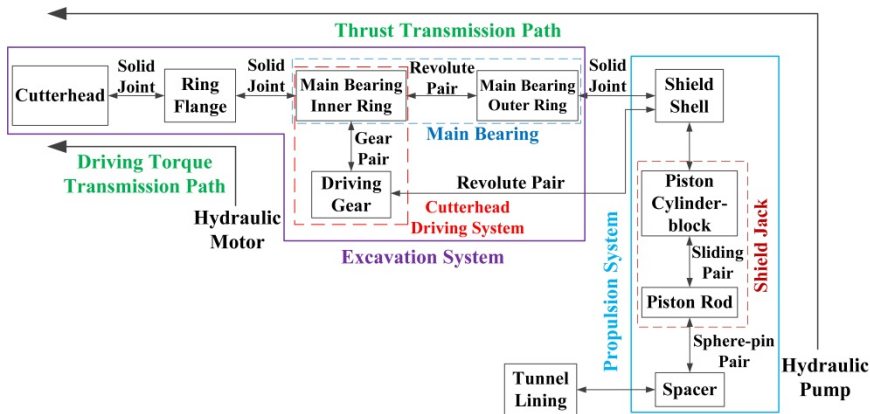 Thrust Transmission Path
Cutterhead
Solid
Joint
Ring
Flange
Solid
Joint
Main Bearing
Inner Ring
Revolute
Pair
Main Bearing
Outer Ring
Solid
Joint
Shield
Shell
Main Bearing
Gear
Pair
Driving Torque
Transmission Path
Driving
Gear
Revolute Pair
Piston
Cylinder-
block
Hydraulic
Motor
Cutterhead
Driving System
Excavation System
Sliding
Pair
Shield Jack
Propulsion System
Piston Rod
Sphere-pin
Pair
Hydraulic
Pump
Tunnel
Lining
Spacer